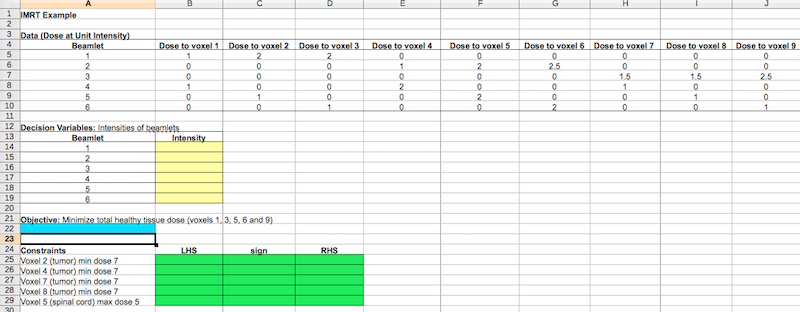 A B C D E F G H I J
1 IMRT Example
2
3 Data (Dose at Unit Intensity)
4 Beamlet Dose to voxel 1 Dose to voxel 2 Dose to voxel 3 Dose to voxel 4 Dose to voxel 5 Dose to voxel 6 Dose to voxel 7 Dose to voxel 8 Dose to voxel 9
5 1 1 2 2 0 0 0 0 0 0
6 2 0 0 0 1 2 2.5 0 0 0
7 3 0 0 0 0 0 0 1.5 1.5 2.5
8 4 1 0 0 2 0 0 1 0 0
9 5 0 1 0 0 2 0 0 1 0
10 6 0 0 1 0 0 2 0 0 1
11
12 Decision Variables: Intensities of beamlets
13 Beamlet Intensity
14 1
15 2
16 3
17 4
18 5
19 6
20
21 Objective: Minimize total healthy tissue dose (voxels 1, 3, 5, 6 and 9)
22
23
24 Constraints LHS sign RHS
25 Voxel 2 (tumor) min dose 7
26 Voxel 4 (tumor) min dose 7
27 Voxel 7 (tumor) min dose 7
28 Voxel 8 (tumor) min dose 7
29 Voxel 5 (spinal cord) max dose 5
30